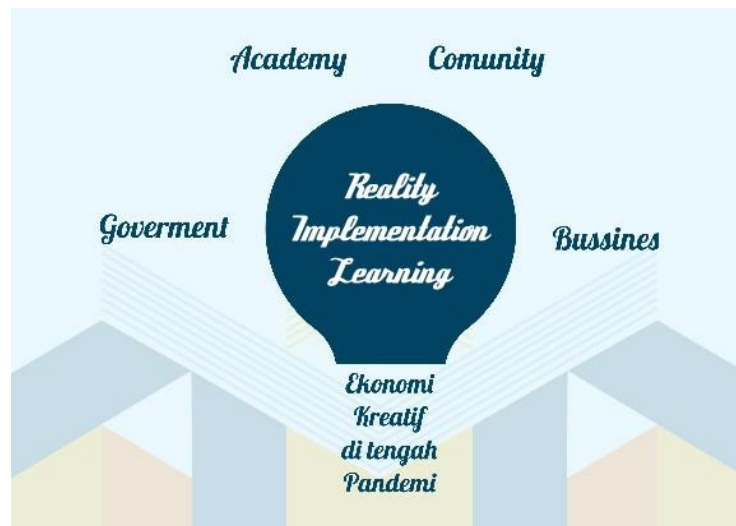 Academy Comunity
Reality
Implementation
Learning
Goverment
Bussines
Ekonomi
Kreatif
di tengah
Pandemi